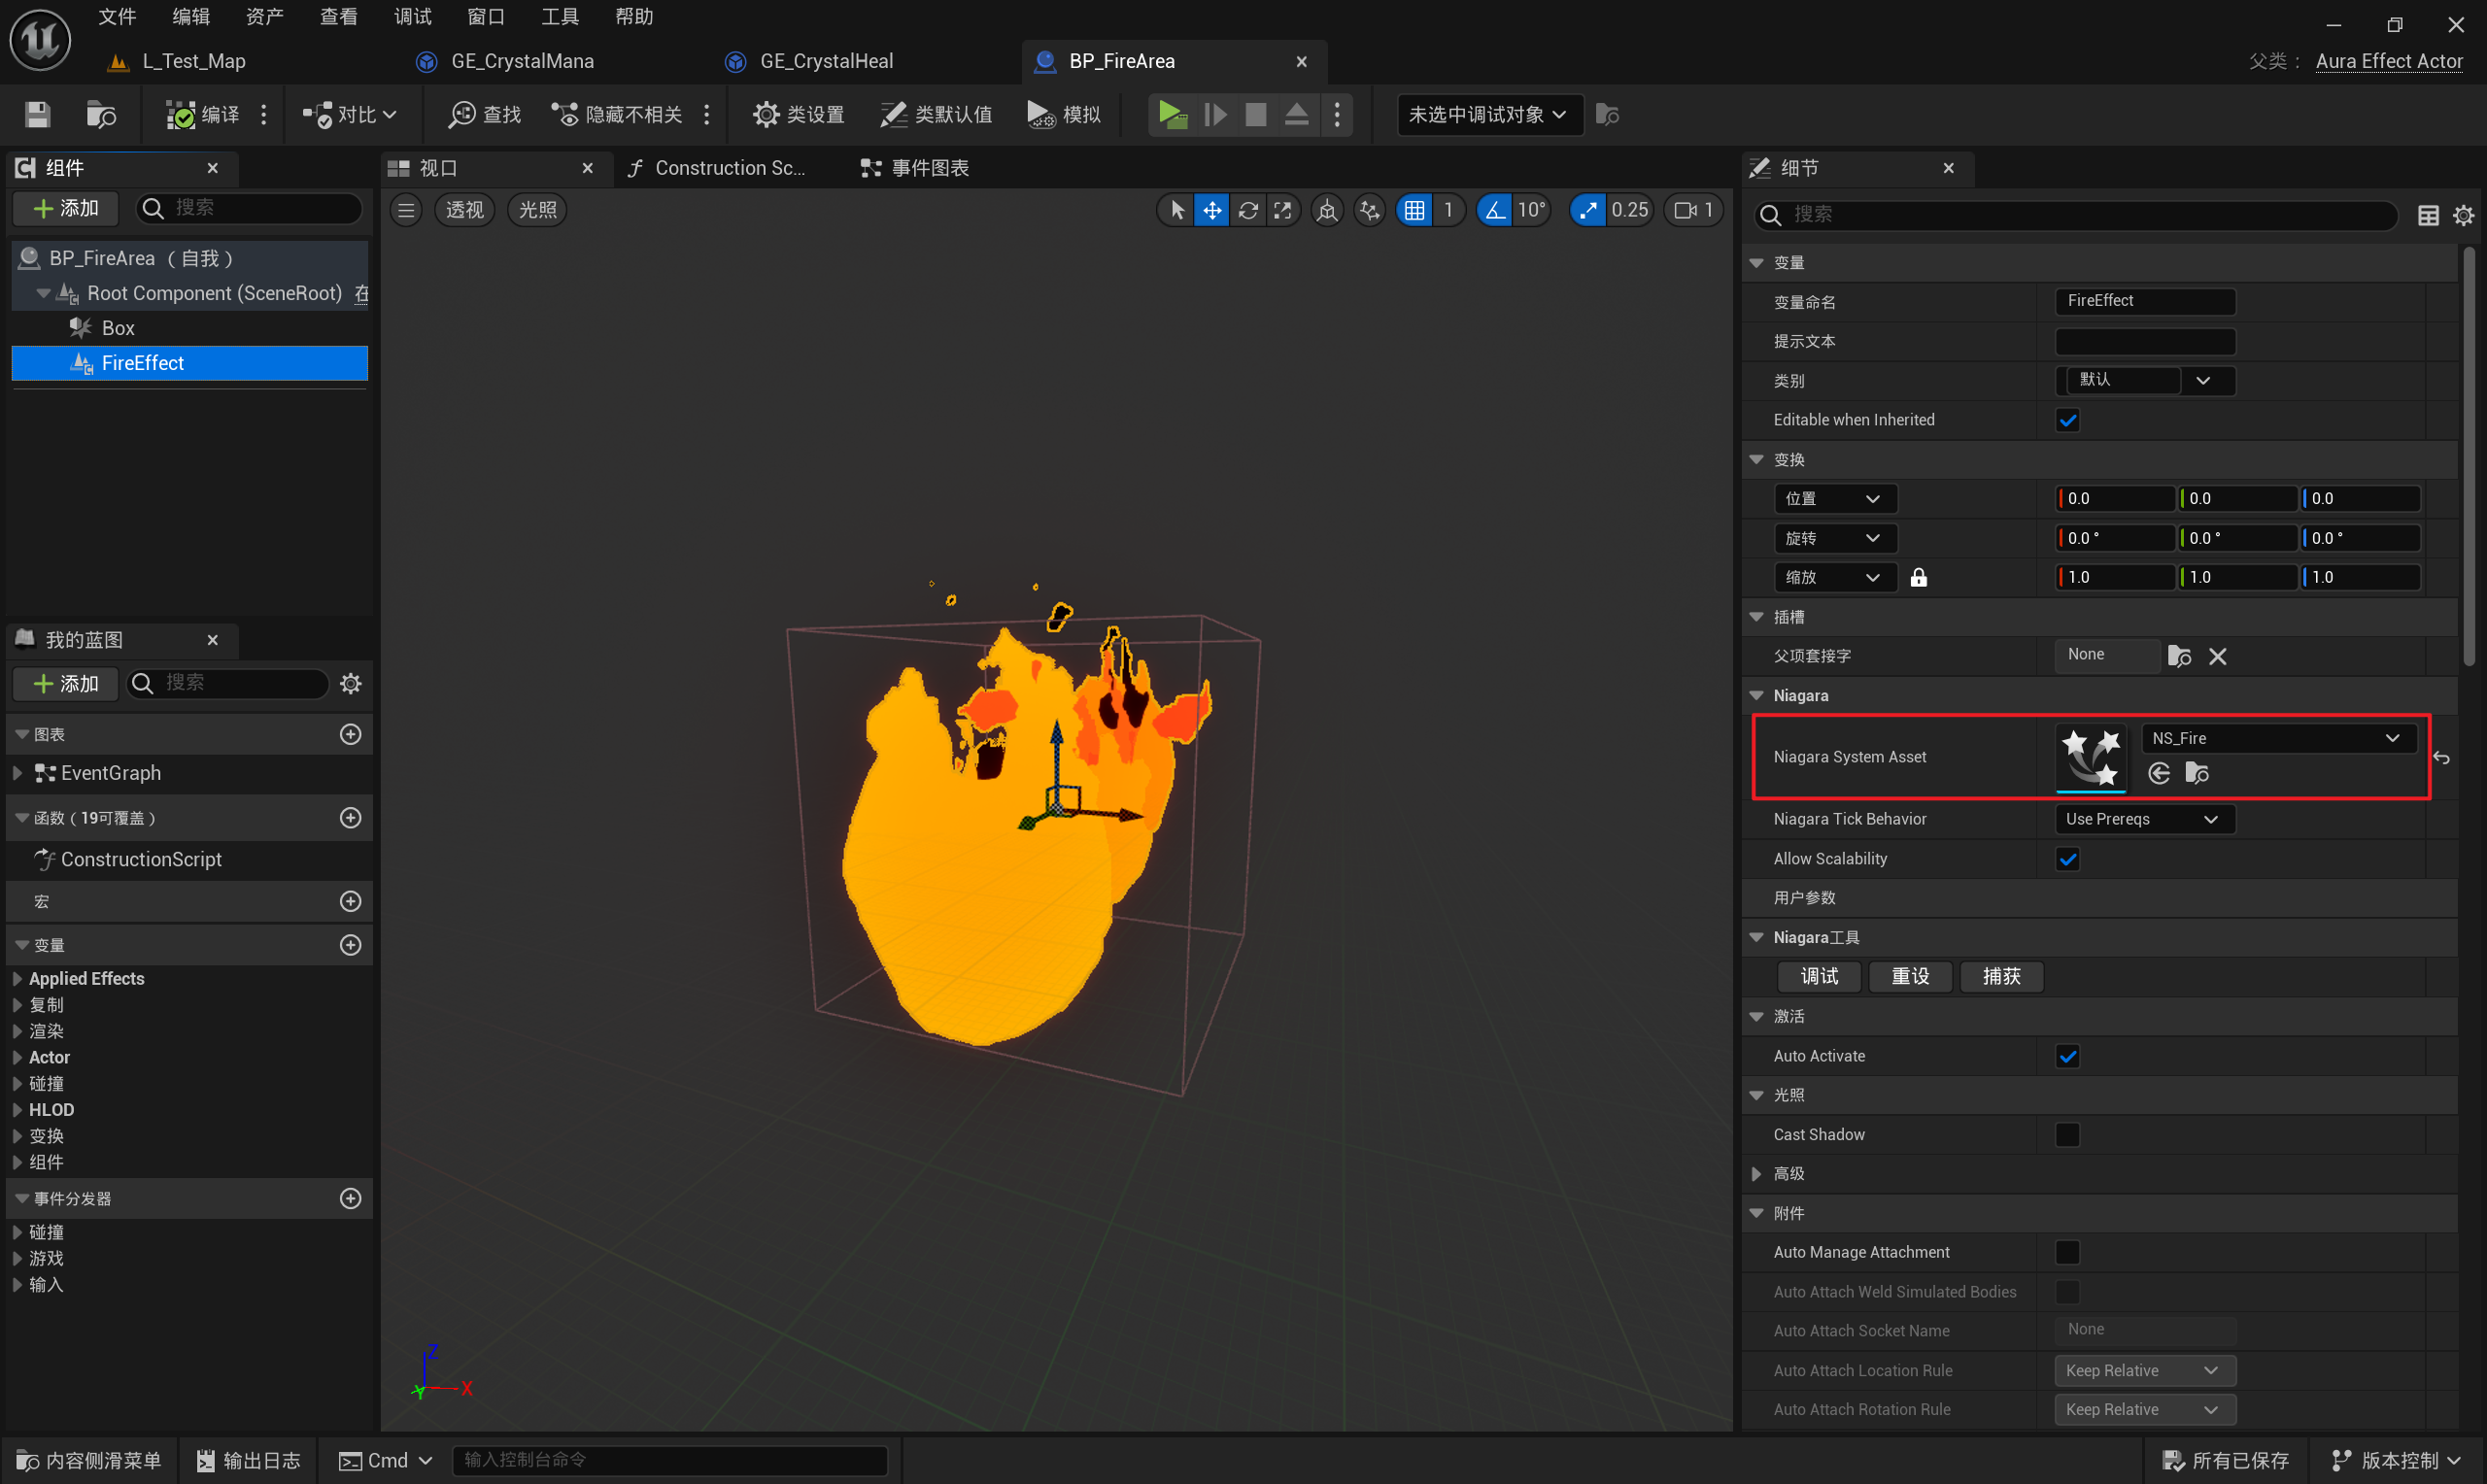 文件 编辑 资产 查看 调试 窗口 工具 帮助
L_Test_Map GE_CrystalMana GE_CrystalHeal BP_FireArea 父类： Aura Effect Actor
编译 对比 查找 隐藏不相关 类设置 类默认值 模拟 未选中调试对象
组件
添加 搜索
BP_FireArea （自我）
Root Component (SceneRoot)
Box
FireEffect
我的蓝图
添加 搜索
图表
EventGraph
函数（19可覆盖）
ConstructionScript
宏
变量
Applied Effects
复制
渲染
Actor
碰撞
HLOD
变换
组件
事件分发器
碰撞
游戏
输入
视口 Construction Sc... 事件图表
透视 光照 1 10° 0.25 1
Z
Y X
细节
搜索
变量
变量命名 FireEffect
提示文本
类别 默认
Editable when Inherited
变换
位置 0.0 0.0 0.0
旋转 0.0 ° 0.0 ° 0.0 °
缩放 1.0 1.0 1.0
插槽
父项套接字 None
Niagara
Niagara System Asset NS_Fire
Niagara Tick Behavior Use Prereqs
Allow Scalability
用户参数
Niagara工具
调试 重设 捕获
激活
Auto Activate
光照
Cast Shadow
高级
附件
Auto Manage Attachment
Auto Attach Weld Simulated Bodies
Auto Attach Socket Name None
Auto Attach Location Rule Keep Relative
Auto Attach Rotation Rule Keep Relative
内容侧滑菜单 输出日志 Cmd 输入控制台命令 所有已保存 版本控制